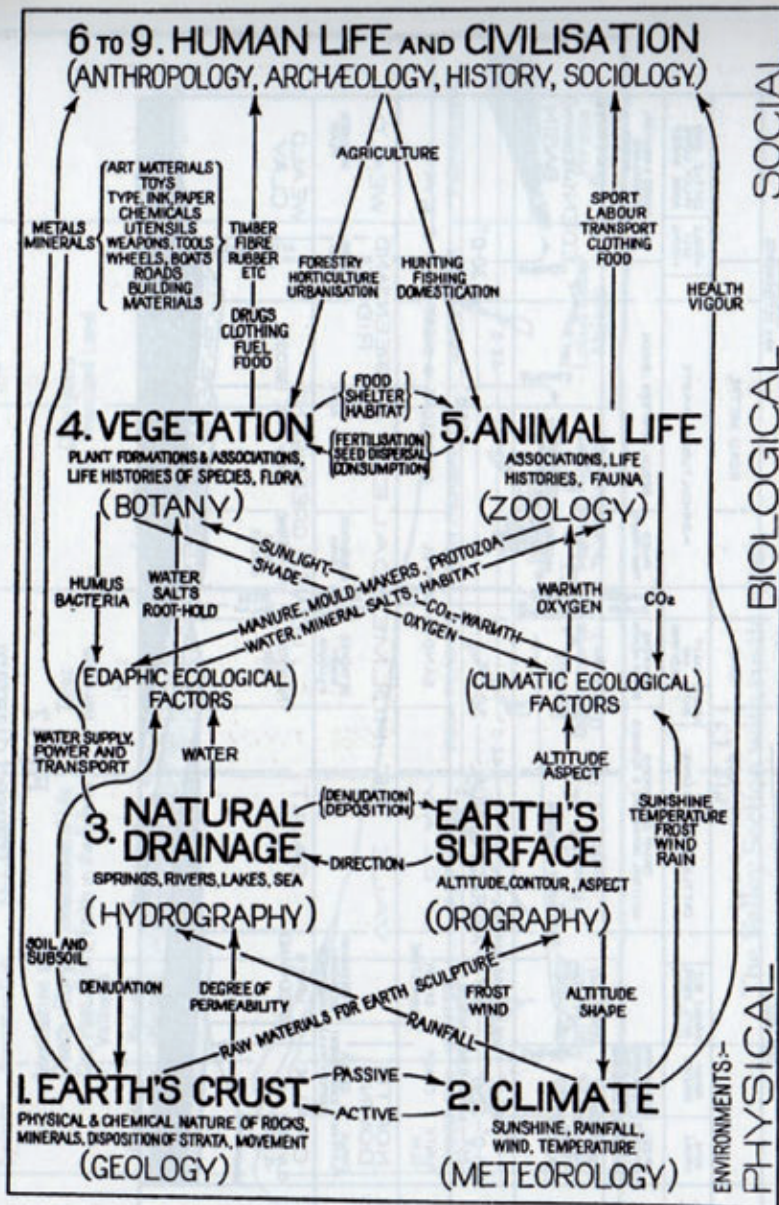 6 TO 9. HUMAN LIFE AND CIVILISATION
(ANTHROPOLOGY, ARCHÆOLOGY, HISTORY, SOCIOLOGY.)
AGRICULTURE
METALS
MINERALS
ART MATERIALS
TOYS
TYPE, INK, PAPER
CHEMICALS
UTENSILS
WEAPONS, TOOLS
WHEELS, BOATS
ROADS
BUILDING
MATERIALS
TIMBER
FIBRE
RUBBER
ETC
DRUGS
CLOTHING
FUEL
FOOD
FORESTRY
HORTICULTURE
URBANISATION
HUNTING
FISHING
DOMESTICATION
SPORT
LABOUR
TRANSPORT
CLOTHING
FOOD
HEALTH
VIGOUR
4. VEGETATION
PLANT FORMATIONS & ASSOCIATIONS,
LIFE HISTORIES OF SPECIES, FLORA
(BOTANY)
(FOOD
SHELTER
HABITAT)
(FERTILISATION
SEED DISPERSAL
CONSUMPTION)
5. ANIMAL LIFE
ASSOCIATIONS, LIFE
HISTORIES, FAUNA
(ZOOLOGY)
HUMUS
BACTERIA
WATER
SALTS
ROOT-HOLD
SUNLIGHT,
CO₂, WARMTH
SHADE
OXYGEN
MANURE, MOULD-MAKERS, PROTOZOA
WATER, MINERAL SALTS, HABITAT
WARMTH
OXYGEN
CO₂
(EDAPHIC ECOLOGICAL
FACTORS)
(CLIMATIC ECOLOGICAL
FACTORS)
WATER SUPPLY,
POWER AND
TRANSPORT
WATER
ALTITUDE
ASPECT
SUNSHINE
TEMPERATURE
FROST
WIND
RAIN
3. NATURAL
DRAINAGE
SPRINGS, RIVERS, LAKES, SEA
(HYDROGRAPHY)
(DENUDATION)
(DEPOSITION)
DIRECTION
EARTH'S
SURFACE
ALTITUDE, CONTOUR, ASPECT
(OROGRAPHY)
SOIL AND
SUBSOIL
DENUDATION
DEGREE OF
PERMEABILITY
RAW MATERIALS FOR EARTH SCULPTURE
RAINFALL
FROST
WIND
ALTITUDE
SHAPE
1. EARTH'S CRUST
PHYSICAL & CHEMICAL NATURE OF ROCKS,
MINERALS, DISPOSITION OF STRATA, MOVEMENT
(GEOLOGY)
PASSIVE
ACTIVE
2. CLIMATE
SUNSHINE, RAINFALL,
WIND, TEMPERATURE
(METEOROLOGY)
ENVIRONMENTS:-
PHYSICAL
BIOLOGICAL
SOCIAL